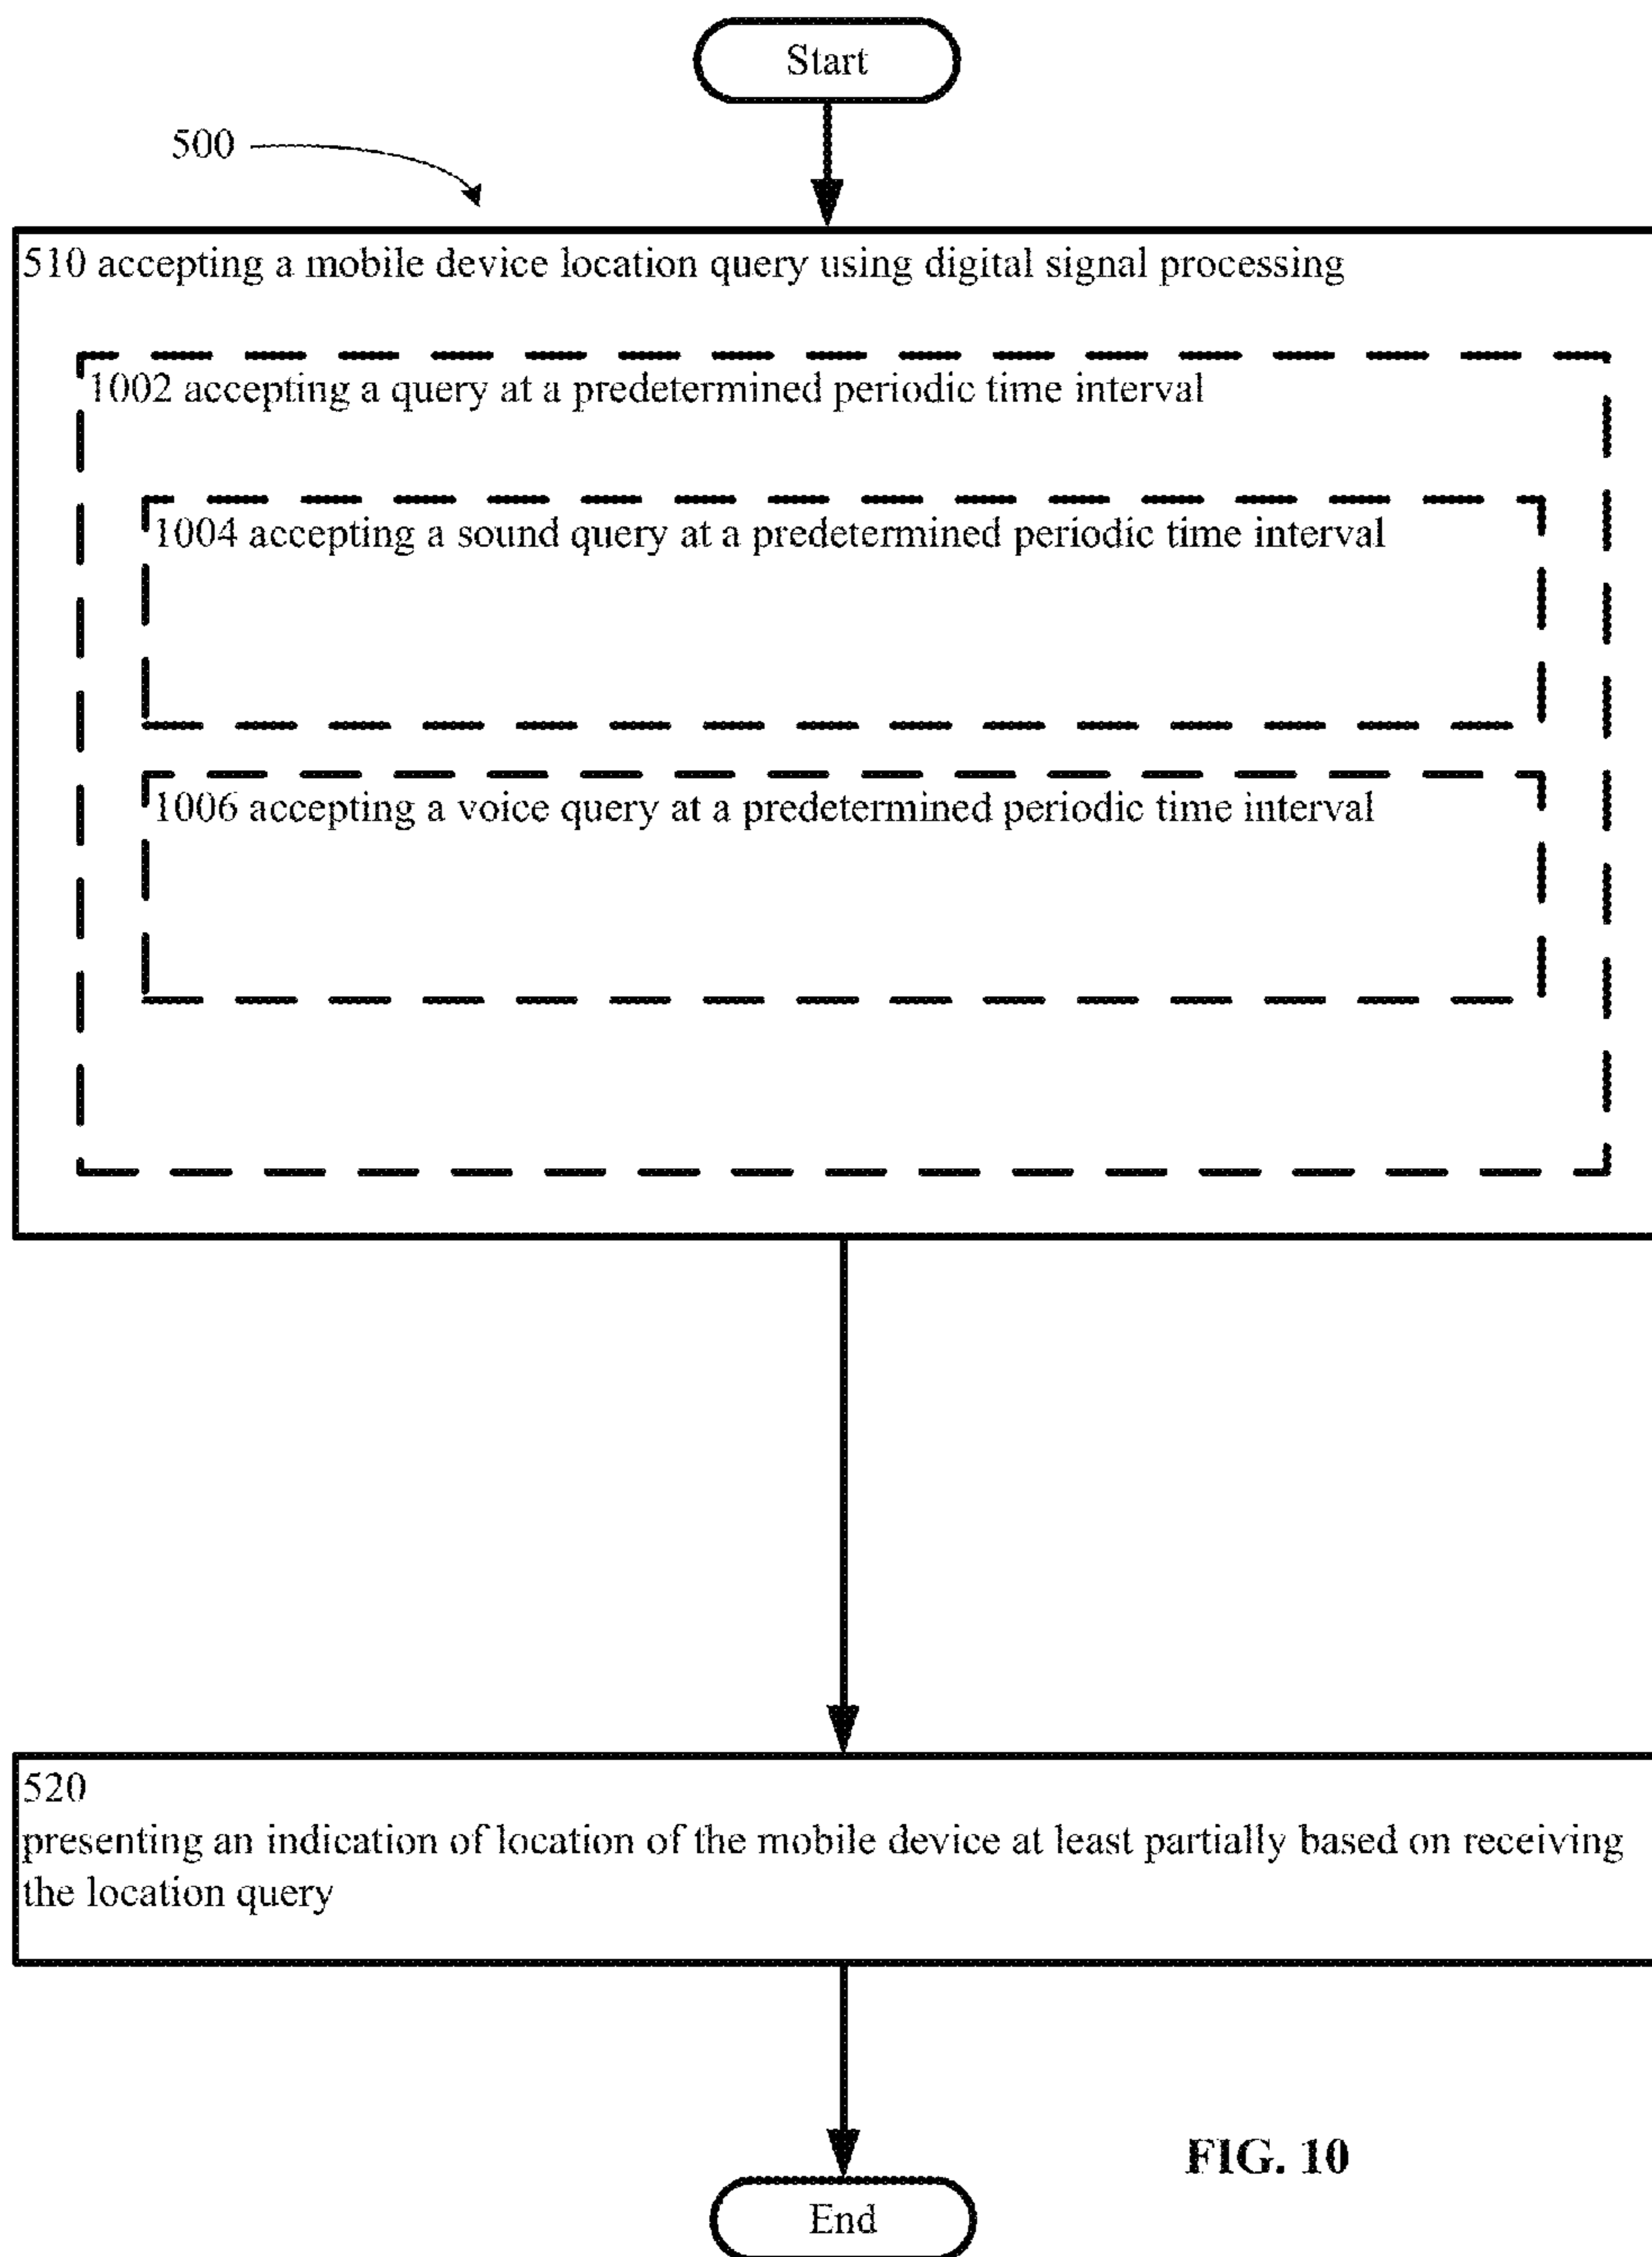 Start
500
510 accepting a mobile device location query using digital signal processing
1002 accepting a query at a predetermined periodic time interval
1004 accepting a sound query at a predetermined periodic time interval
1006 accepting a voice query at a predetermined periodic time interval
520
presenting an indication of location of the mobile device at least partially based on receiving
the location query
FIG. 10
End